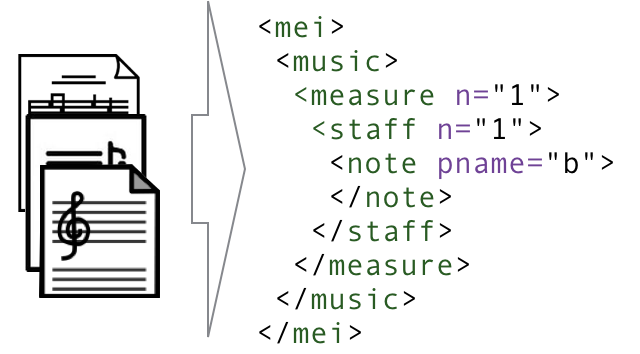 <mei>
<music>
<measure n="1">
<staff n="1">
<note pname="b">
</note>
</staff>
</measure>
</music>
</mei>